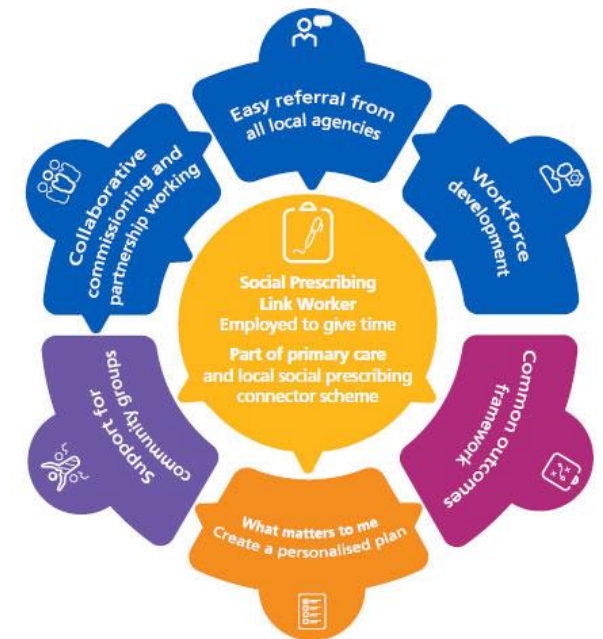 Easy referral from
all local agencies
Workforce
development
Common outcomes
framework
What matters to me
Create a personalised plan
Support for
community groups
Collaborative
commissioning and
partnership working
Social Prescribing
Link Worker
Employed to give time
Part of primary care
and local social prescribing
connector scheme